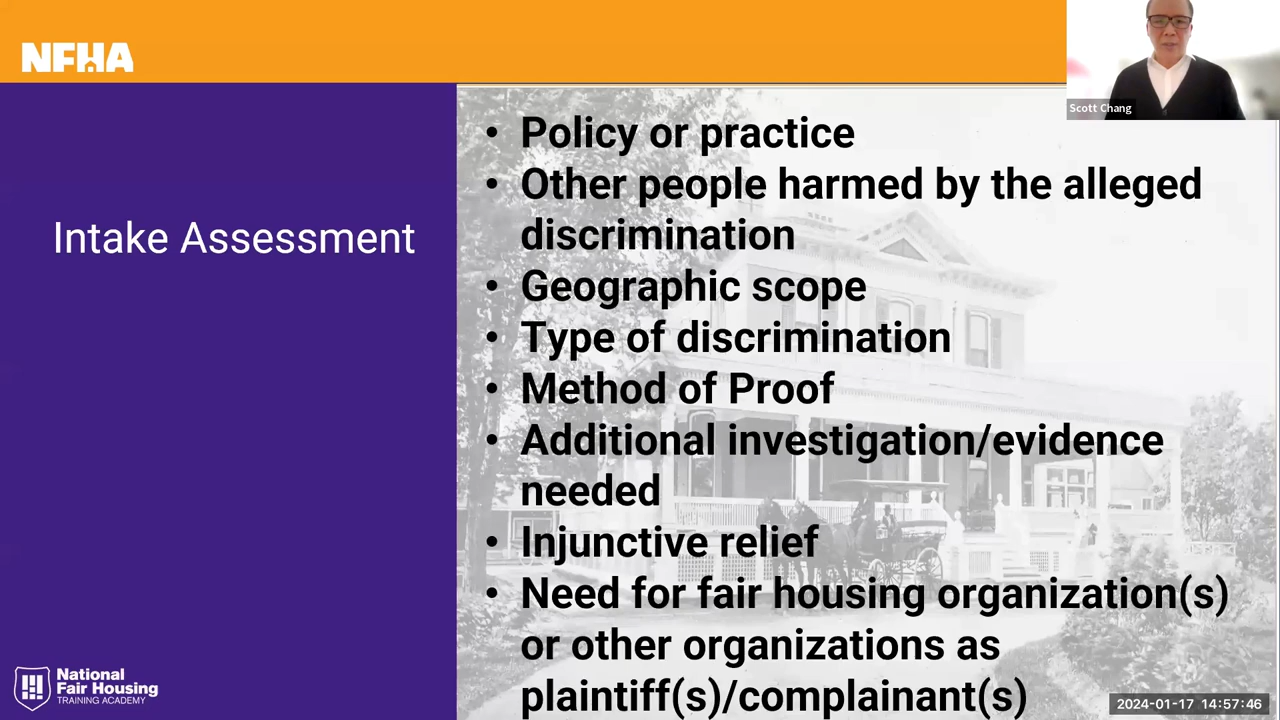 NFHA
Scott Chang
Intake Assessment
• Policy or practice
• Other people harmed by the alleged
discrimination
• Geographic scope
• Type of discrimination
• Method of Proof
• Additional investigation/evidence
needed
• Injunctive relief
• Need for fair housing organization(s)
or other organizations as
plaintiff(s)/complainant(s)
National
Fair Housing
TRAINING ACADEMY
2024-01-17 14:57:46